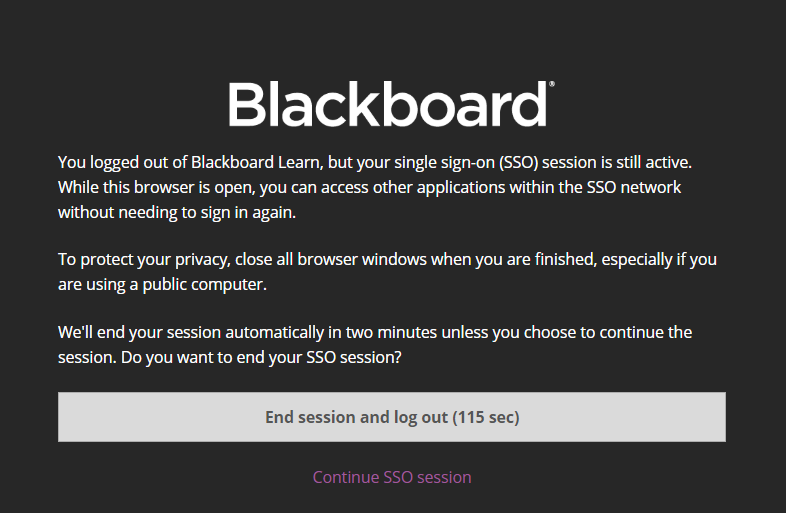 Blackboard®
You logged out of Blackboard Learn, but your single sign-on (SSO) session is still active.
While this browser is open, you can access other applications within the SSO network
without needing to sign in again.
To protect your privacy, close all browser windows when you are finished, especially if you
are using a public computer.
We'll end your session automatically in two minutes unless you choose to continue the
session. Do you want to end your SSO session?
End session and log out (115 sec)
Continue SSO session